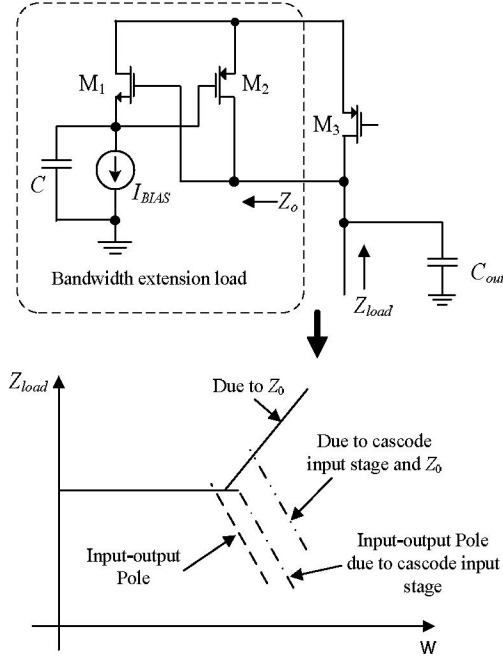 M1
M2
M3
C
IBIAS
Zo
Bandwidth extension load
Zload
Cout
Zload
Due to Z0
Due to cascode
input stage and Z0
Input-output
Pole
Input-output Pole
due to cascode input
stage
W